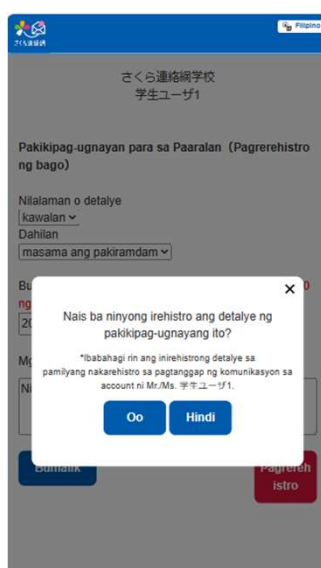 さくら連絡網
Filipino
さくら連絡網学校
学生ユーザ1
Pakikipag-ugnayan para sa Paaralan（Pagrerehistro
ng bago）
Nilalaman o detalye
kawalan
Dahilan
masama ang pakiramdam
Nais ba ninyong irehistro ang detalye ng
pakikipag-ugnayang ito?
*Ibabahagi rin ang inirehistrong detalye sa
pamilyang nakarehistro sa pagtanggap ng komunikasyon sa
account ni Mr./Ms. 学生ユーザ1.
Oo
Hindi
Bumalik
Pagrereh
istro